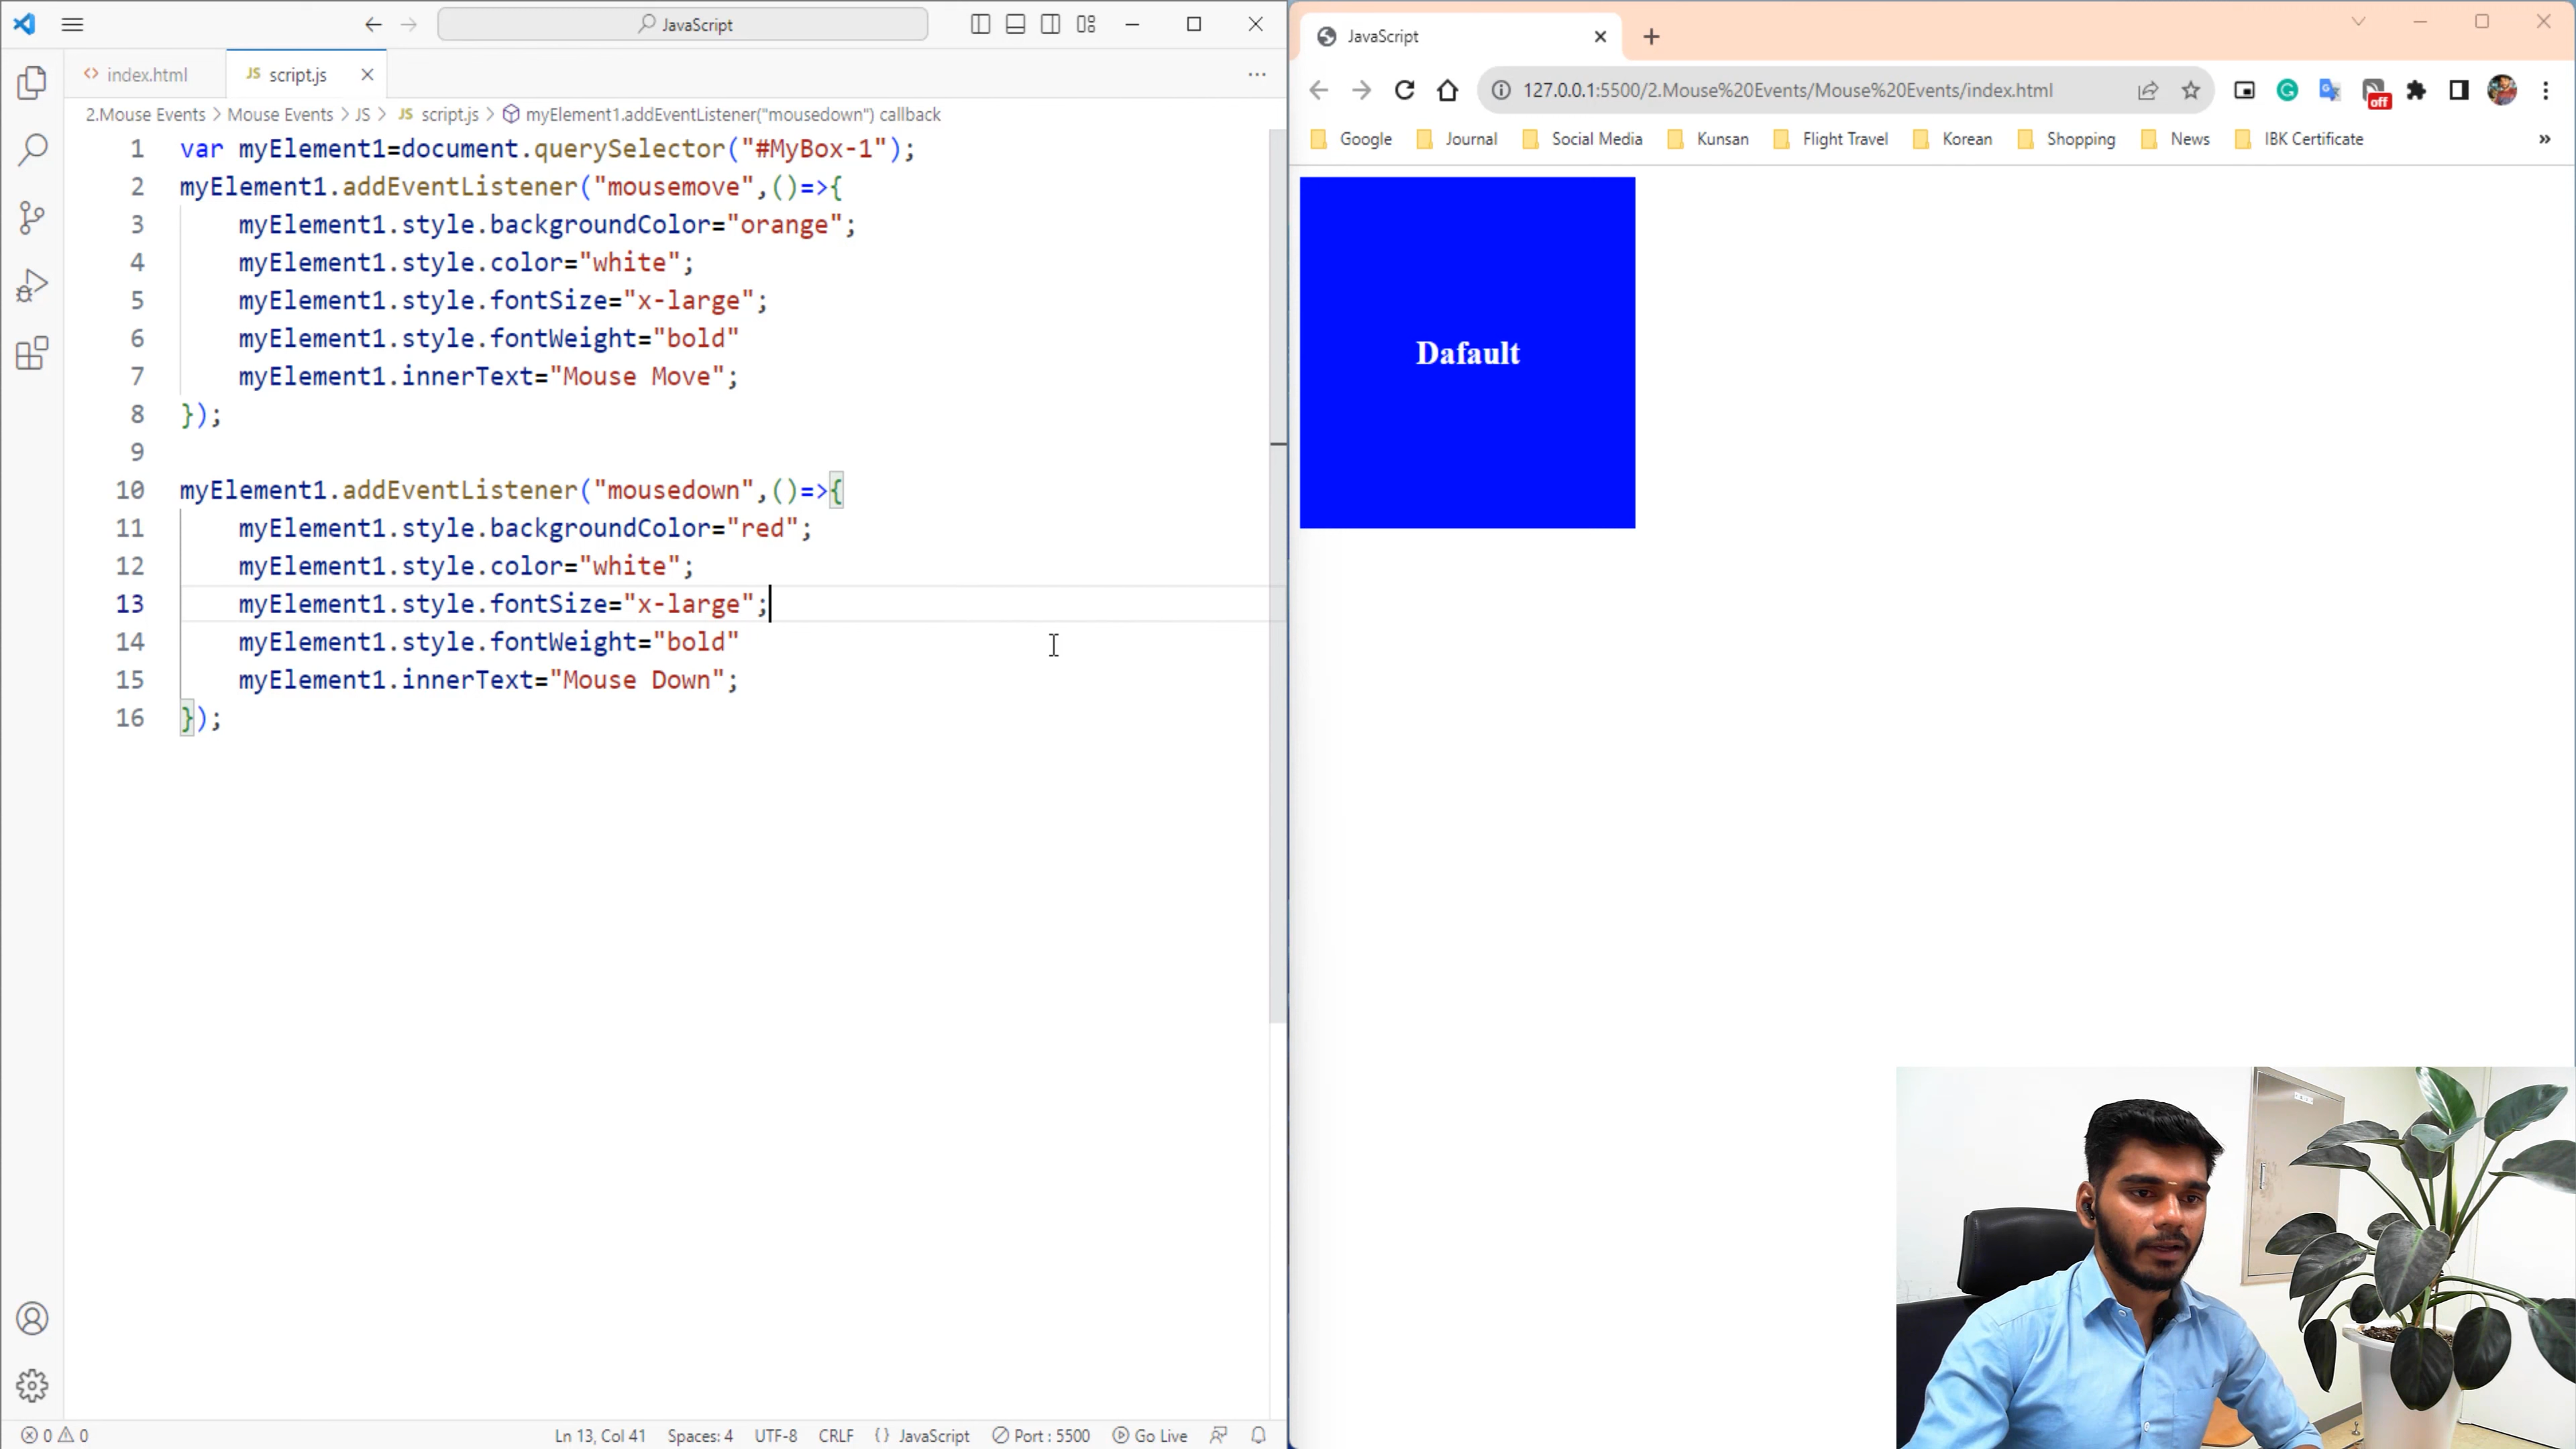 JavaScript
index.html
JS script.js
2.Mouse Events > Mouse Events > JS > JS script.js > myElement1.addEventListener("mousedown") callback
1 var myElement1=document.querySelector("#MyBox-1");
2 myElement1.addEventListener("mousemove",()=>{
3 myElement1.style.backgroundColor="orange";
4 myElement1.style.color="white";
5 myElement1.style.fontSize="x-large";
6 myElement1.style.fontWeight="bold"
7 myElement1.innerText="Mouse Move";
8 });
9
10 myElement1.addEventListener("mousedown",()=>{
11 myElement1.style.backgroundColor="red";
12 myElement1.style.color="white";
13 myElement1.style.fontSize="x-large";
14 myElement1.style.fontWeight="bold"
15 myElement1.innerText="Mouse Down";
16 });
0 0 Ln 13, Col 41 Spaces: 4 UTF-8 CRLF {} JavaScript Port : 5500 Go Live
JavaScript
127.0.0.1:5500/2.Mouse%20Events/Mouse%20Events/index.html
off
Google Journal Social Media Kunsan Flight Travel Korean Shopping News IBK Certificate »
Dafault